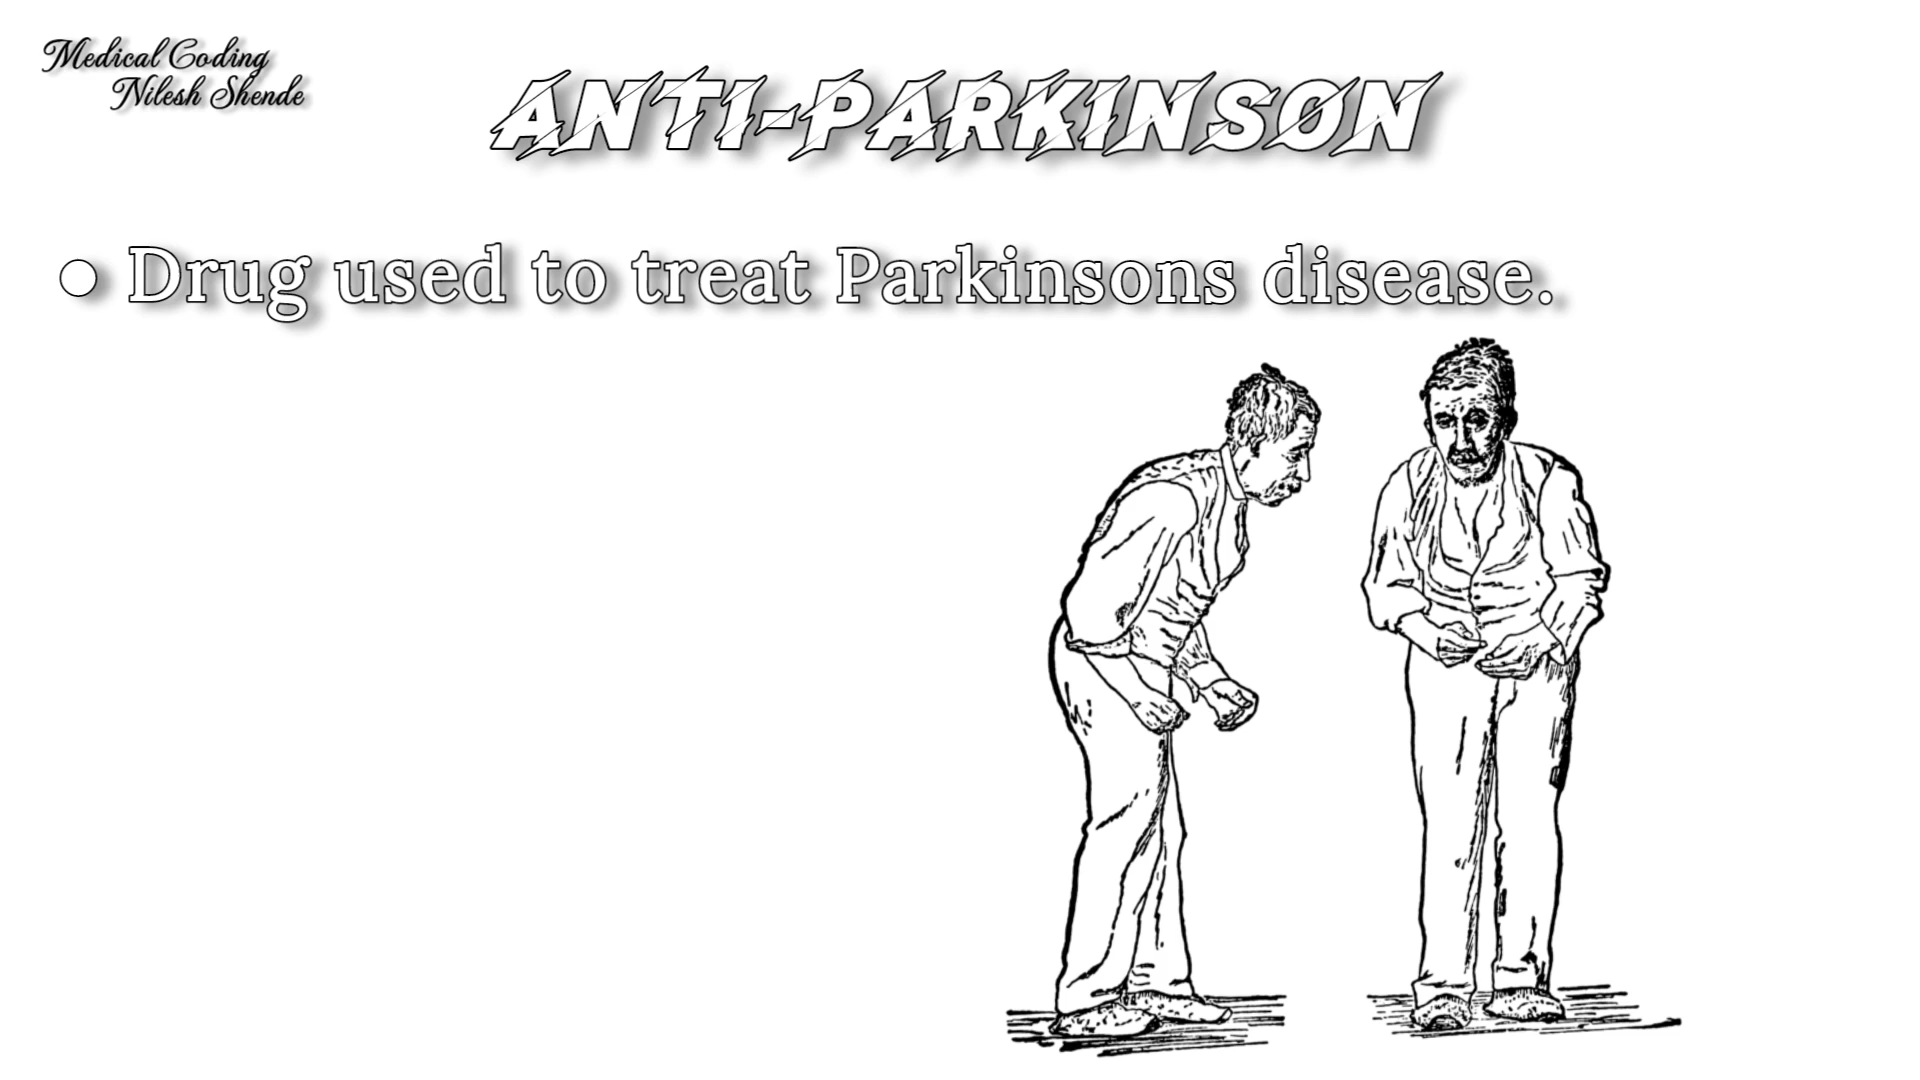 Medical Coding
Nilesh Shende
ANTI-PARKINSON
• Drug used to treat Parkinsons disease.